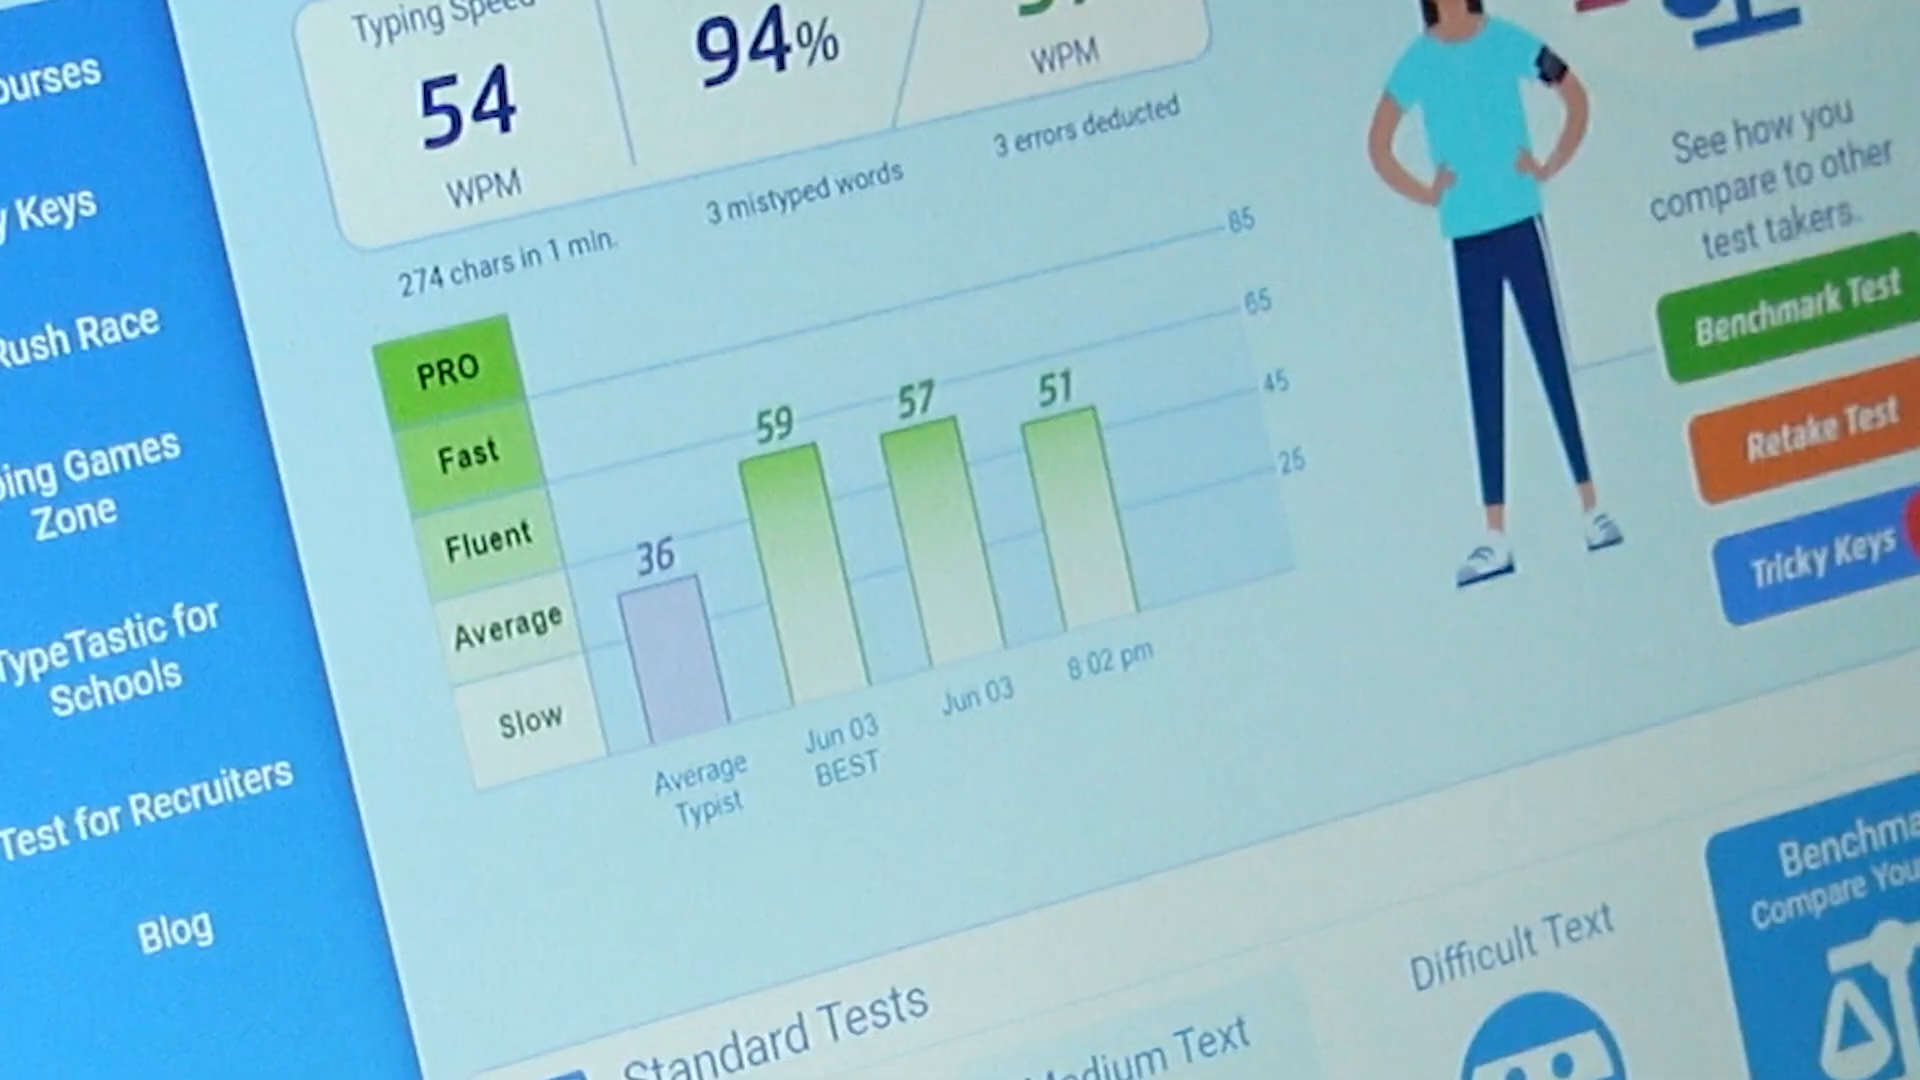 Typing Speed
54
WPM
274 chars in 1 min.
94%
3 mistyped words
WPM
3 errors deducted
ourses
y Keys
Rush Race
ing Games
Zone
TypeTastic for
Schools
Test for Recruiters
Blog
85
65
45
25
PRO
Fast
Fluent
Average
Slow
36
59
57
51
Average
Typist
Jun 03
BEST
Jun 03
8:02 pm
See how you
compare to other
test takers.
Benchmark Test
Retake Test
Tricky Keys
Standard Tests
Medium Text
Difficult Text
Benchma
Compare You